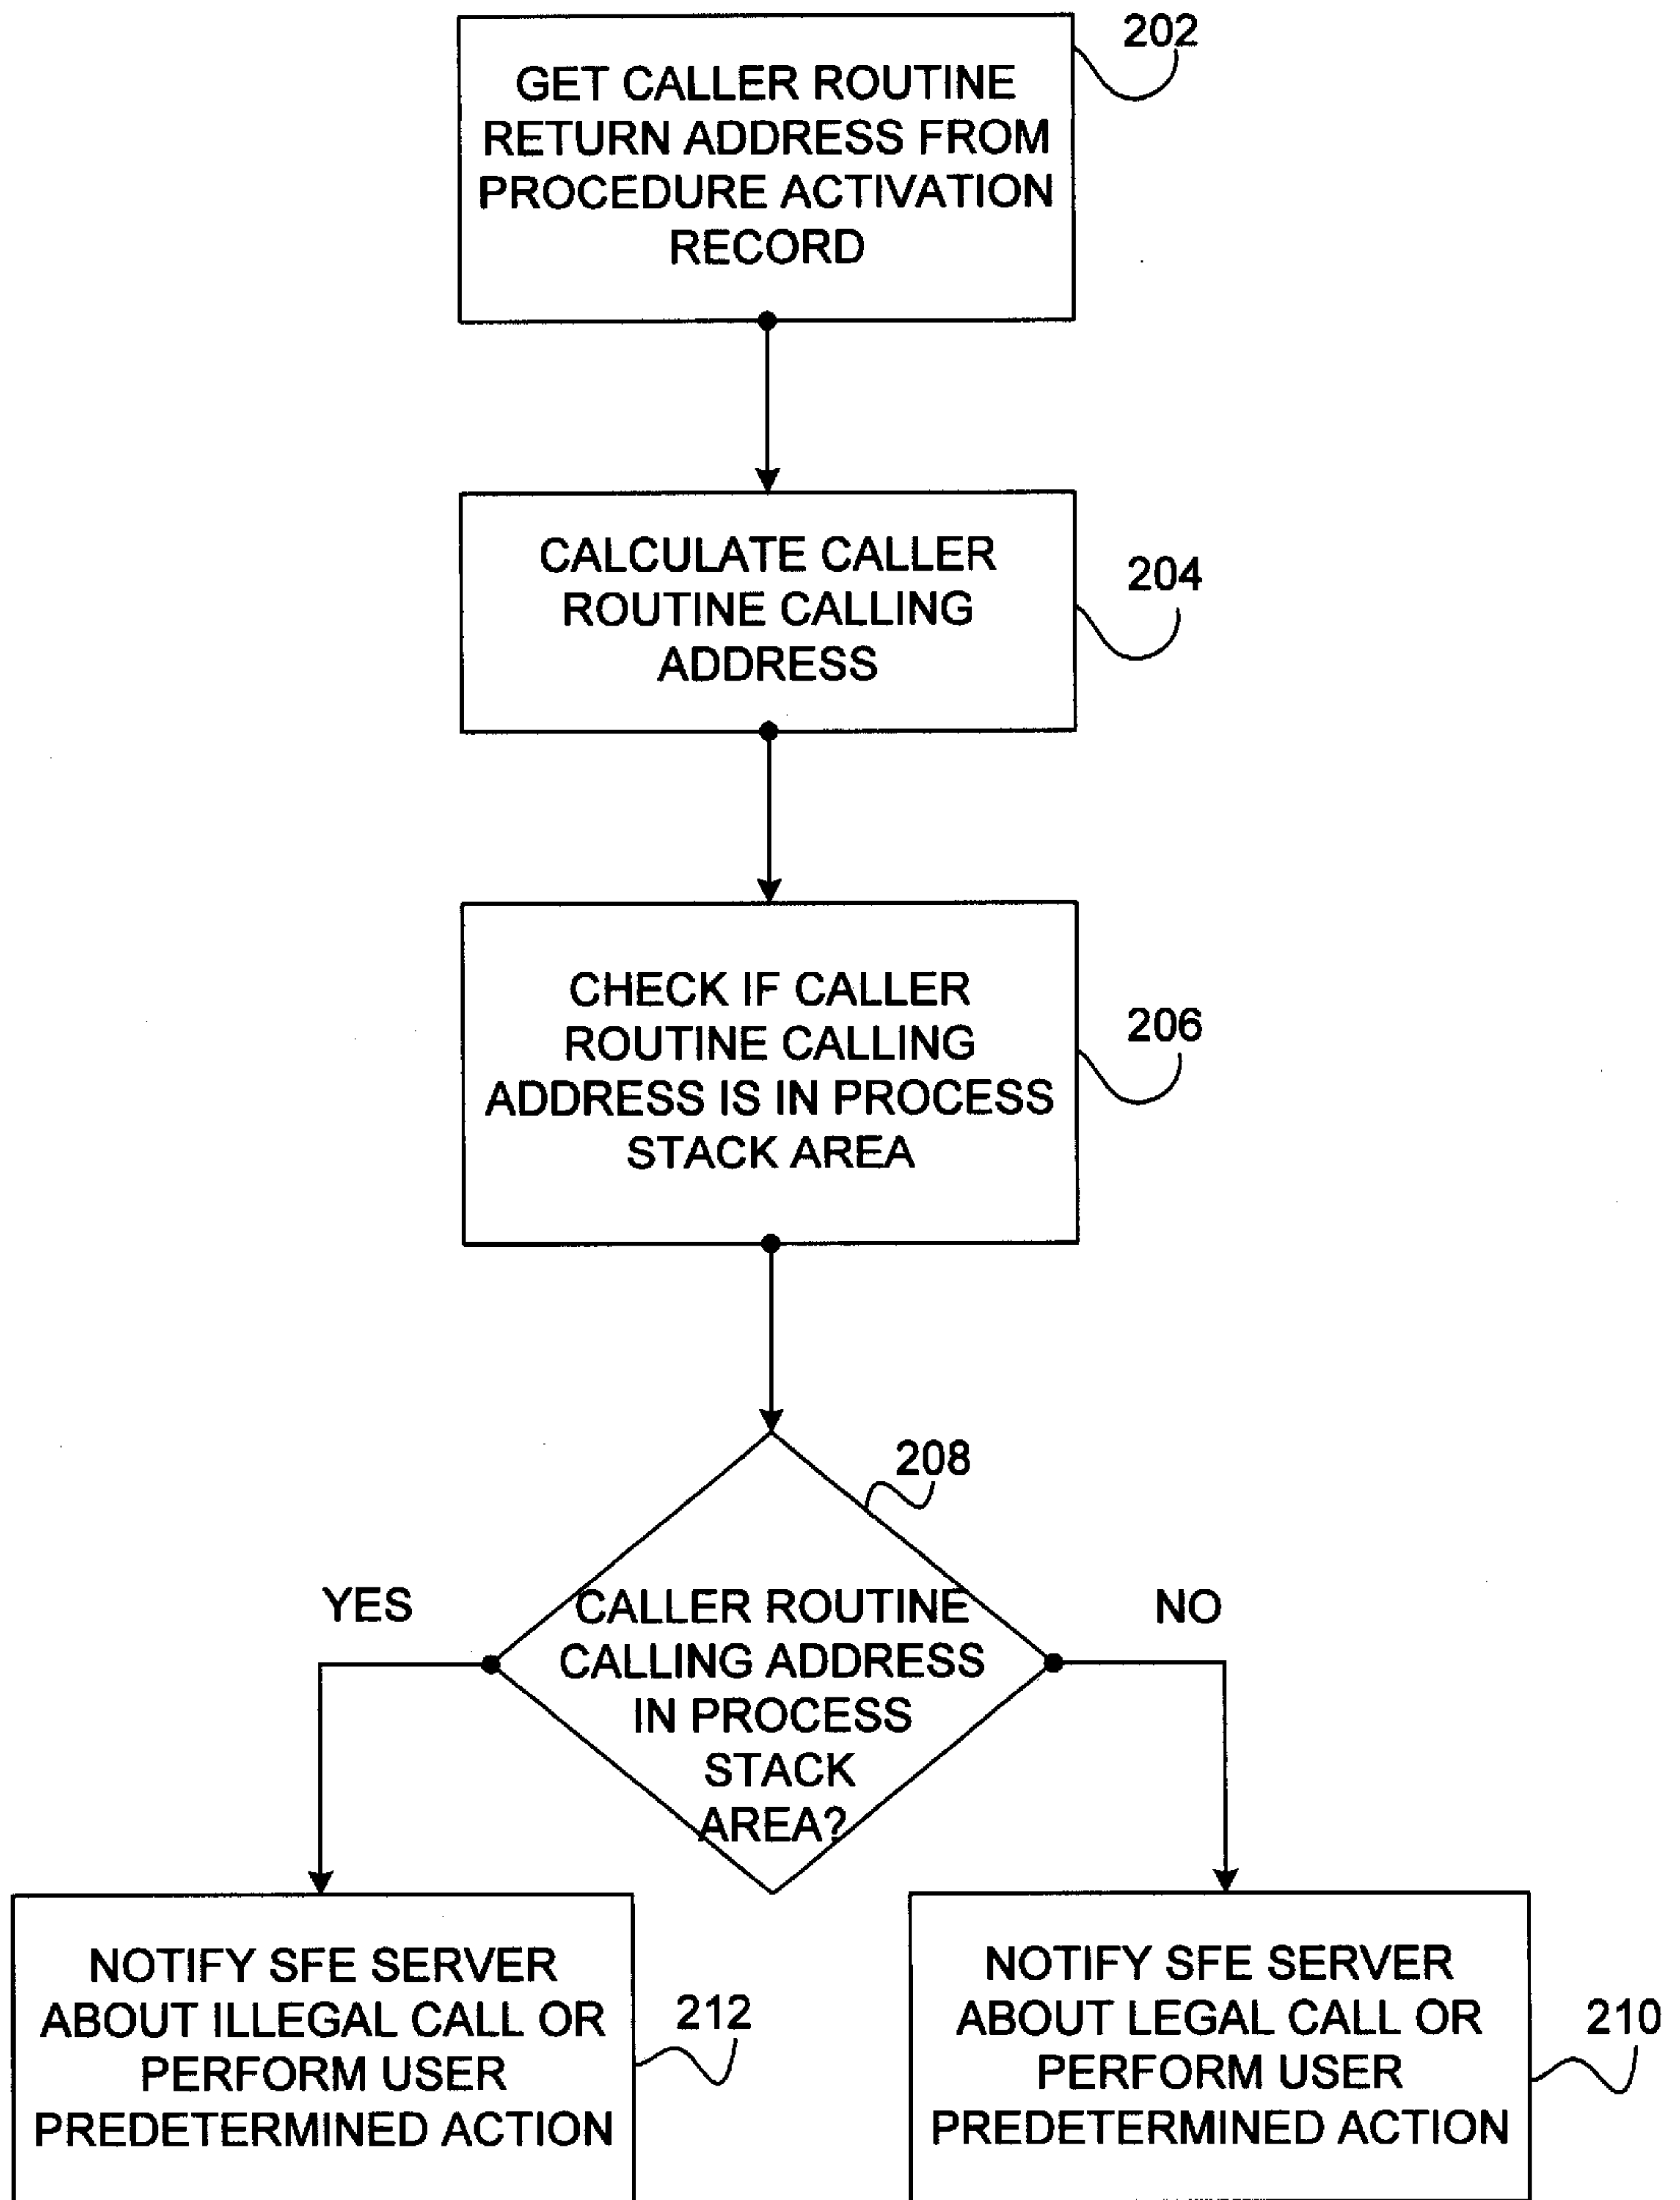 202
GET CALLER ROUTINE
RETURN ADDRESS FROM
PROCEDURE ACTIVATION
RECORD
CALCULATE CALLER
ROUTINE CALLING
ADDRESS
204
CHECK IF CALLER
ROUTINE CALLING
ADDRESS IS IN PROCESS
STACK AREA
206
208
YES
CALLER ROUTINE
CALLING ADDRESS
IN PROCESS
STACK
AREA?
NO
NOTIFY SFE SERVER
ABOUT ILLEGAL CALL OR
PERFORM USER
PREDETERMINED ACTION
212
NOTIFY SFE SERVER
ABOUT LEGAL CALL OR
PERFORM USER
PREDETERMINED ACTION
210